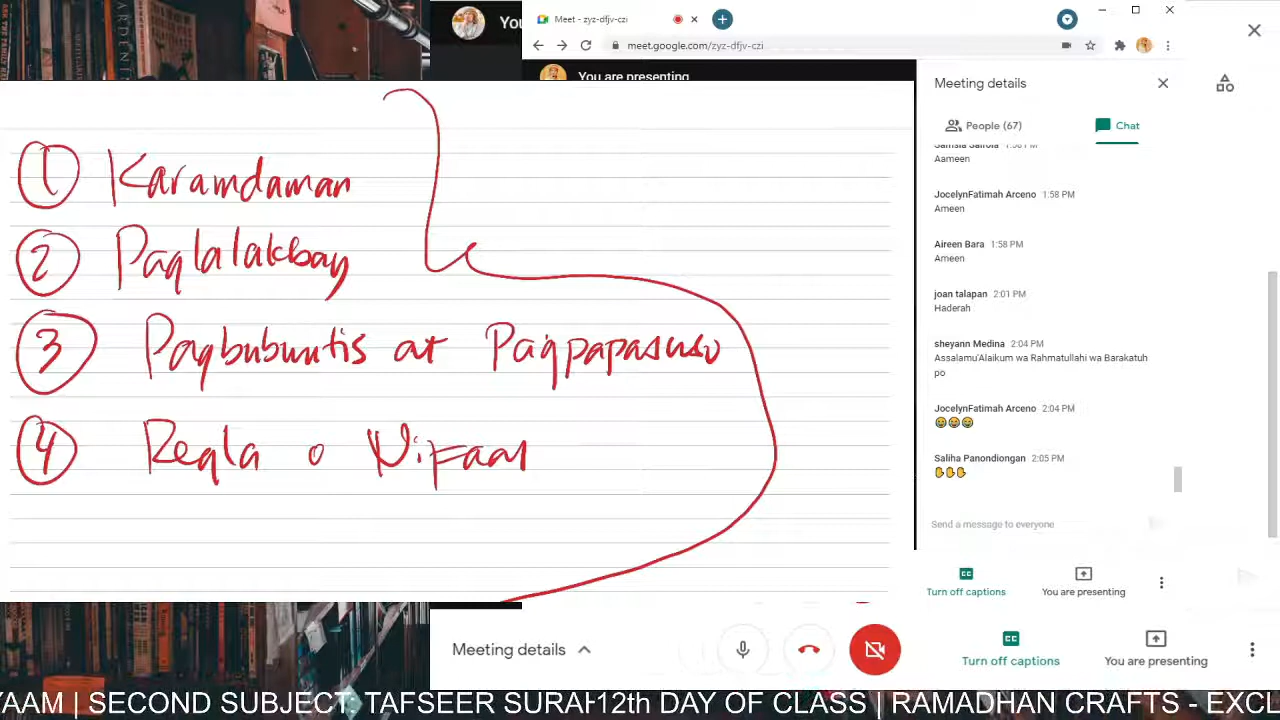 You
Meet - zyz-dfjv-czi
meet.google.com/zyz-dfjv-czi
You are presenting
① Karamdaman
② Paglalakbay
③ Pagbubuntis at Pagpapasuso
④ Regla o Nifaas
Meeting details
People (67)
Chat
Aameen
JocelynFatimah Arceno 1:58 PM
Ameen
Aireen Bara 1:58 PM
Ameen
joan talapan 2:01 PM
Haderah
sheyann Medina 2:04 PM
Assalamu'Alaikum wa Rahmatullahi wa Barakatuh
po
JocelynFatimah Arceno 2:04 PM
😂😂😂
Saliha Panondiongan 2:05 PM
✋✋✋
Send a message to everyone
Turn off captions
You are presenting
Meeting details
Turn off captions
You are presenting
YAAM | SECOND SUBJECT: TAFSEER SURAH-12th DAY OF CLASS | RAMADHAN CRAFTS - EXCL